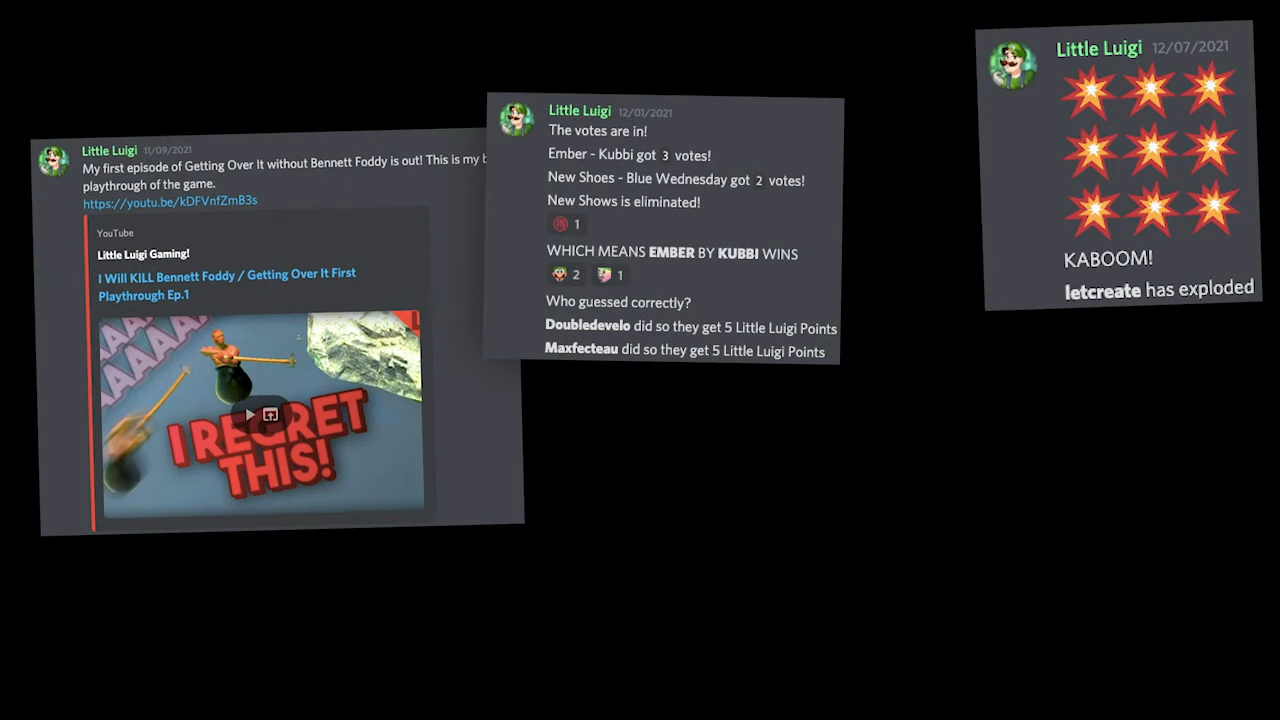 Little Luigi 11/09/2021
My first episode of Getting Over It without Bennett Foddy is out! This is my
playthrough of the game.
https://youtu.be/kDFVnfZmB3s
YouTube
Little Luigi Gaming!
I Will KILL Bennett Foddy / Getting Over It First
Playthrough Ep.1
AAAA
AAAAA
I REGRET
THIS!
Little Luigi 12/01/2021
The votes are in!
Ember - Kubbi got 3 votes!
New Shoes - Blue Wednesday got 2 votes!
New Shows is eliminated!
1
WHICH MEANS EMBER BY KUBBI WINS
2 1
Who guessed correctly?
Doubledevelo did so they get 5 Little Luigi Points
Maxfecteau did so they get 5 Little Luigi Points
Little Luigi 12/07/2021
KABOOM!
letcreate has exploded